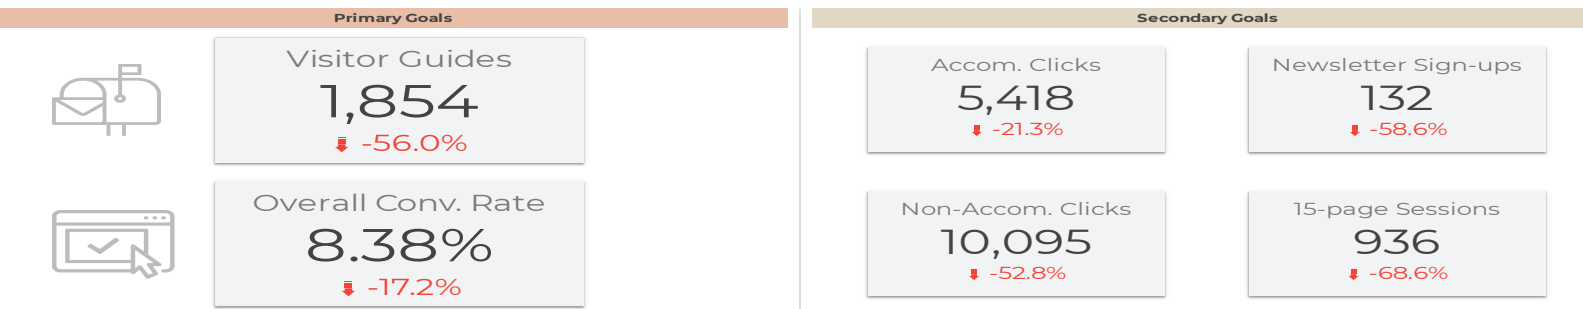 Primary Goals
Visitor Guides
1,854
-56.0%
Overall Conv. Rate
8.38%
-17.2%
Secondary Goals
Accom. Clicks
5,418
-21.3%
Newsletter Sign-ups
132
-58.6%
Non-Accom. Clicks
10,095
-52.8%
15-page Sessions
936
-68.6%